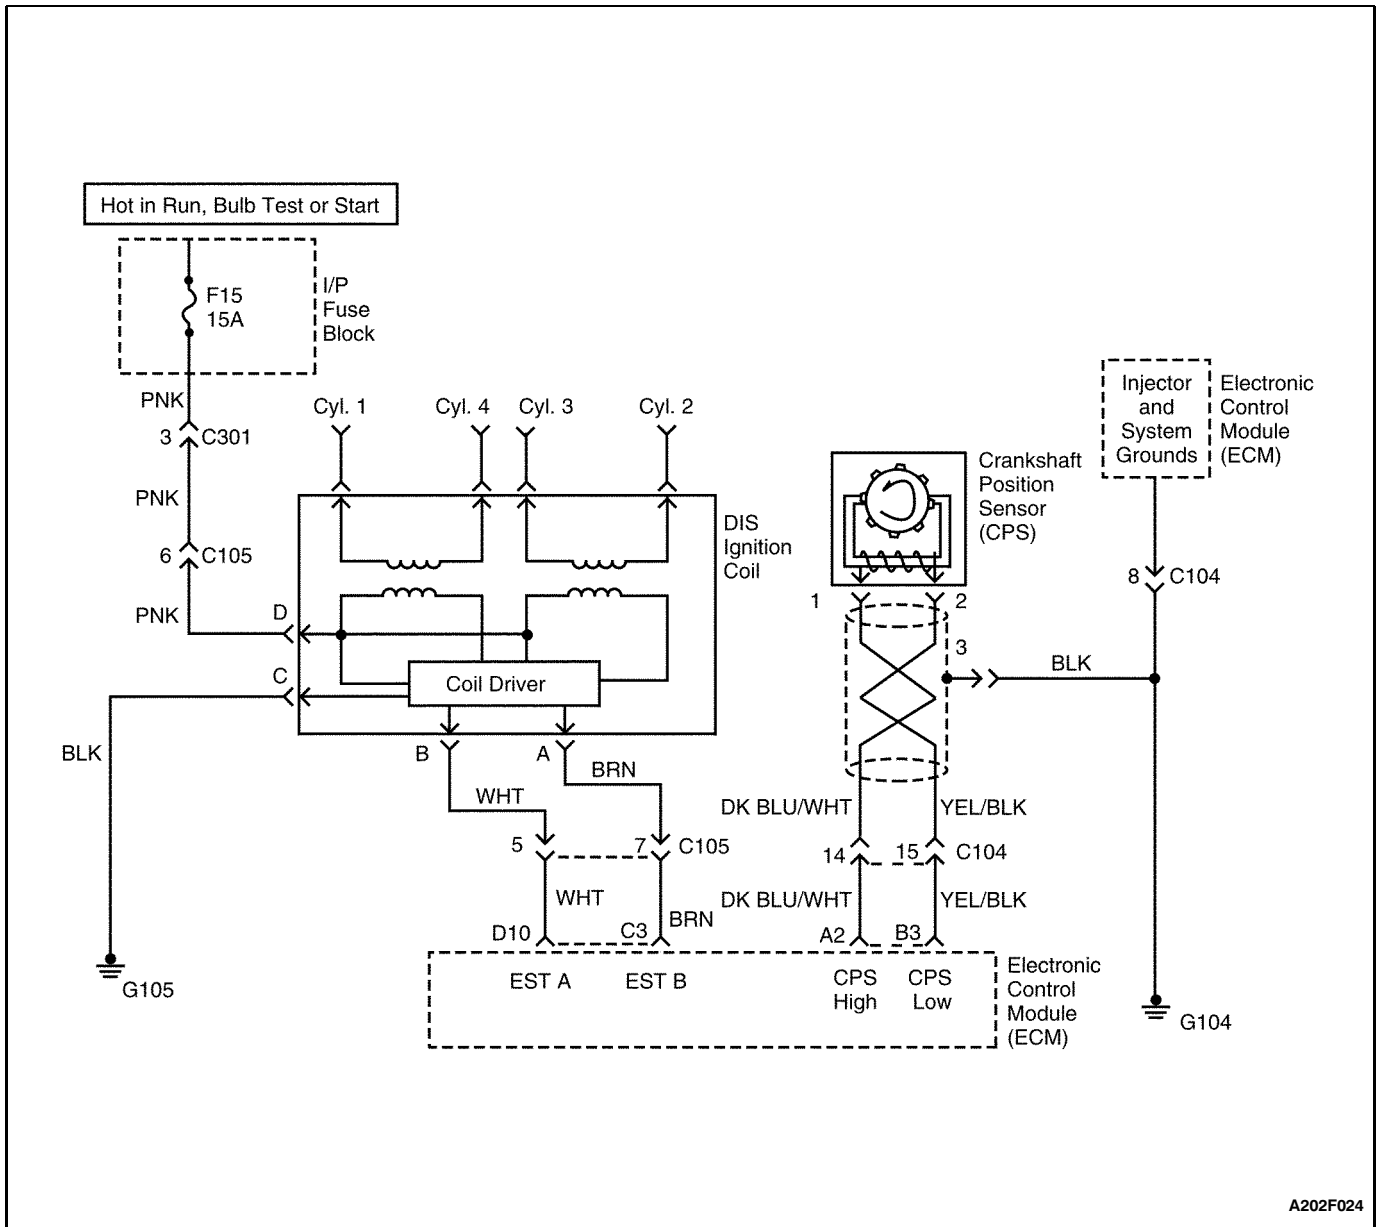 Hot in Run, Bulb Test or Start
F15
15A
I/P
Fuse
Block
PNK
3
C301
PNK
6
C105
PNK
D
C
BLK
G105
Cyl. 1
Cyl. 4
Cyl. 3
Cyl. 2
DIS
Ignition
Coil
Coil Driver
B
A
WHT
BRN
5
7
C105
WHT
BRN
D10
C3
EST A
EST B
Crankshaft
Position
Sensor
(CPS)
1
2
3
BLK
DK BLU/WHT
YEL/BLK
14
15
C104
DK BLU/WHT
YEL/BLK
A2
B3
CPS
High
CPS
Low
Electronic
Control
Module
(ECM)
Injector
and
System
Grounds
Electronic
Control
Module
(ECM)
8
C104
G104
A202F024